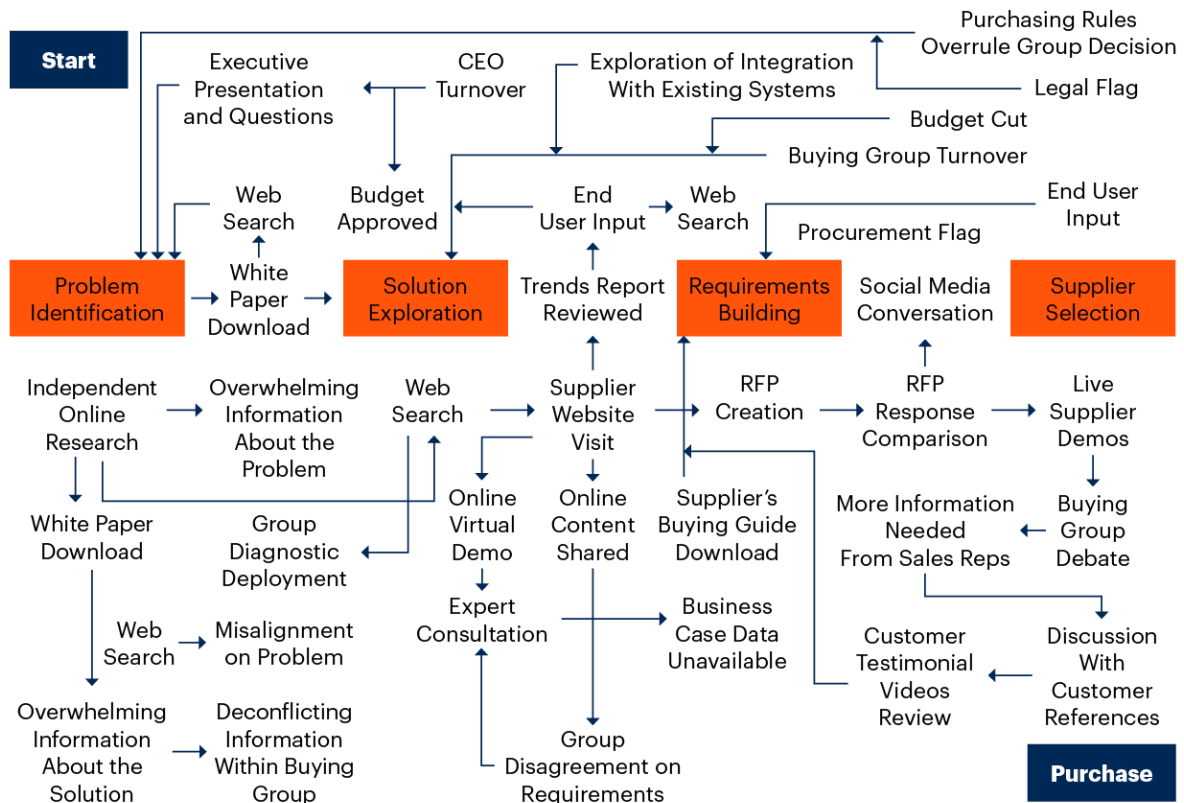 Start
Executive
Presentation
and Questions
CEO
Turnover
Exploration of Integration
With Existing Systems
Purchasing Rules
Overrule Group Decision
Legal Flag
Budget Cut
Buying Group Turnover
Web
Search
Budget
Approved
End
User Input
Web
Search
End User
Input
Procurement Flag
Problem
Identification
White
Paper
Download
Solution
Exploration
Trends Report
Reviewed
Requirements
Building
Social Media
Conversation
Supplier
Selection
Independent
Online
Research
Overwhelming
Information
About the
Problem
Web
Search
Supplier
Website
Visit
RFP
Creation
RFP
Response
Comparison
Live
Supplier
Demos
White Paper
Download
Group
Diagnostic
Deployment
Online
Virtual
Demo
Online
Content
Shared
Supplier's
Buying Guide
Download
More Information
Needed
From Sales Reps
Buying
Group
Debate
Web
Search
Misalignment
on Problem
Expert
Consultation
Business
Case Data
Unavailable
Customer
Testimonial
Videos
Review
Discussion
With
Customer
References
Overwhelming
Information
About the
Solution
Deconflicting
Information
Within Buying
Group
Group
Disagreement on
Requirements
Purchase